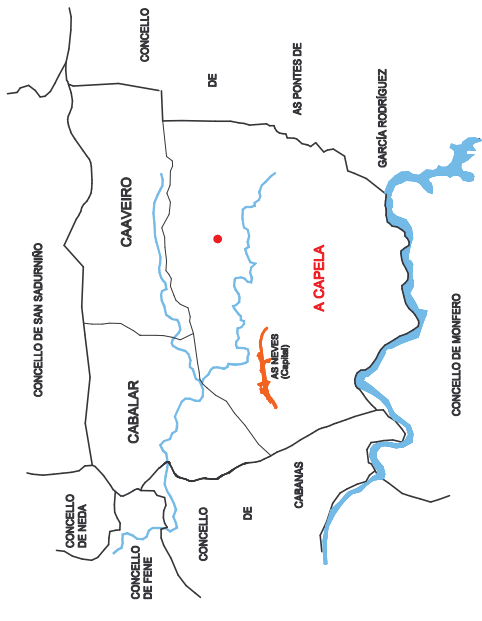 CONCELLO
DE
AS PONTES DE
GARCÍA RODRÍGUEZ
CONCELLO DE SAN SADURNIÑO
CAAVEIRO
A CAPELA
CABALAR
AS NEVES
(Capital)
CONCELLO DE MONFERO
CONCELLO
DE NEDA
CONCELLO
DE FENE
CONCELLO
DE
CABANAS